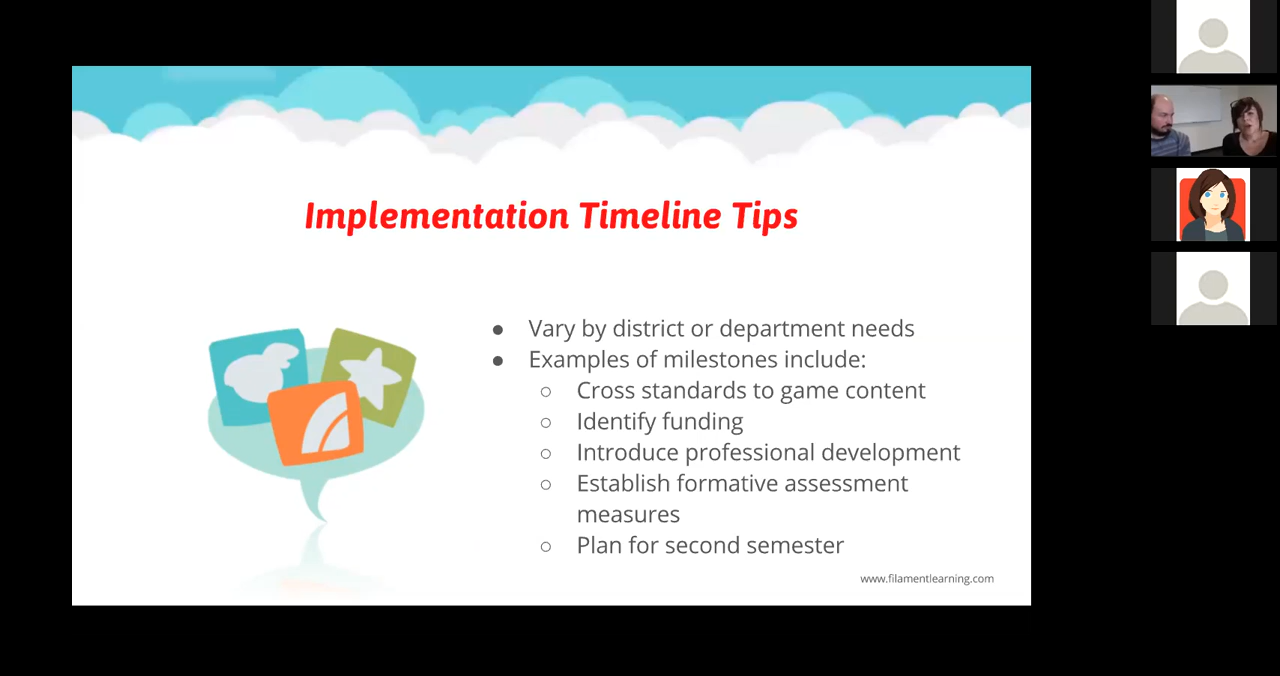 Implementation Timeline Tips
● Vary by district or department needs
● Examples of milestones include:
○ Cross standards to game content
○ Identify funding
○ Introduce professional development
○ Establish formative assessment
measures
○ Plan for second semester
www.filamentlearning.com